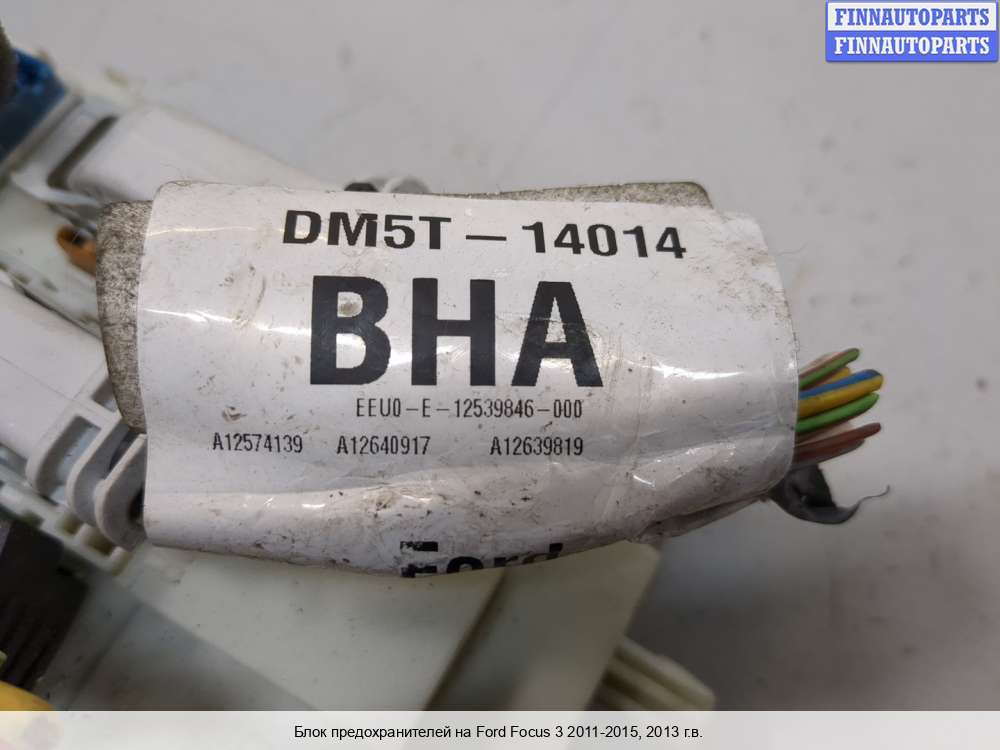 FINNAUTOPARTS
FINNAUTOPARTS
DM5T-14014
BHA
EEU0-E-12539846-000
A12574139 A12640917 A12639819
Ford
Блок предохранителей на Ford Focus 3 2011-2015, 2013 г.в.